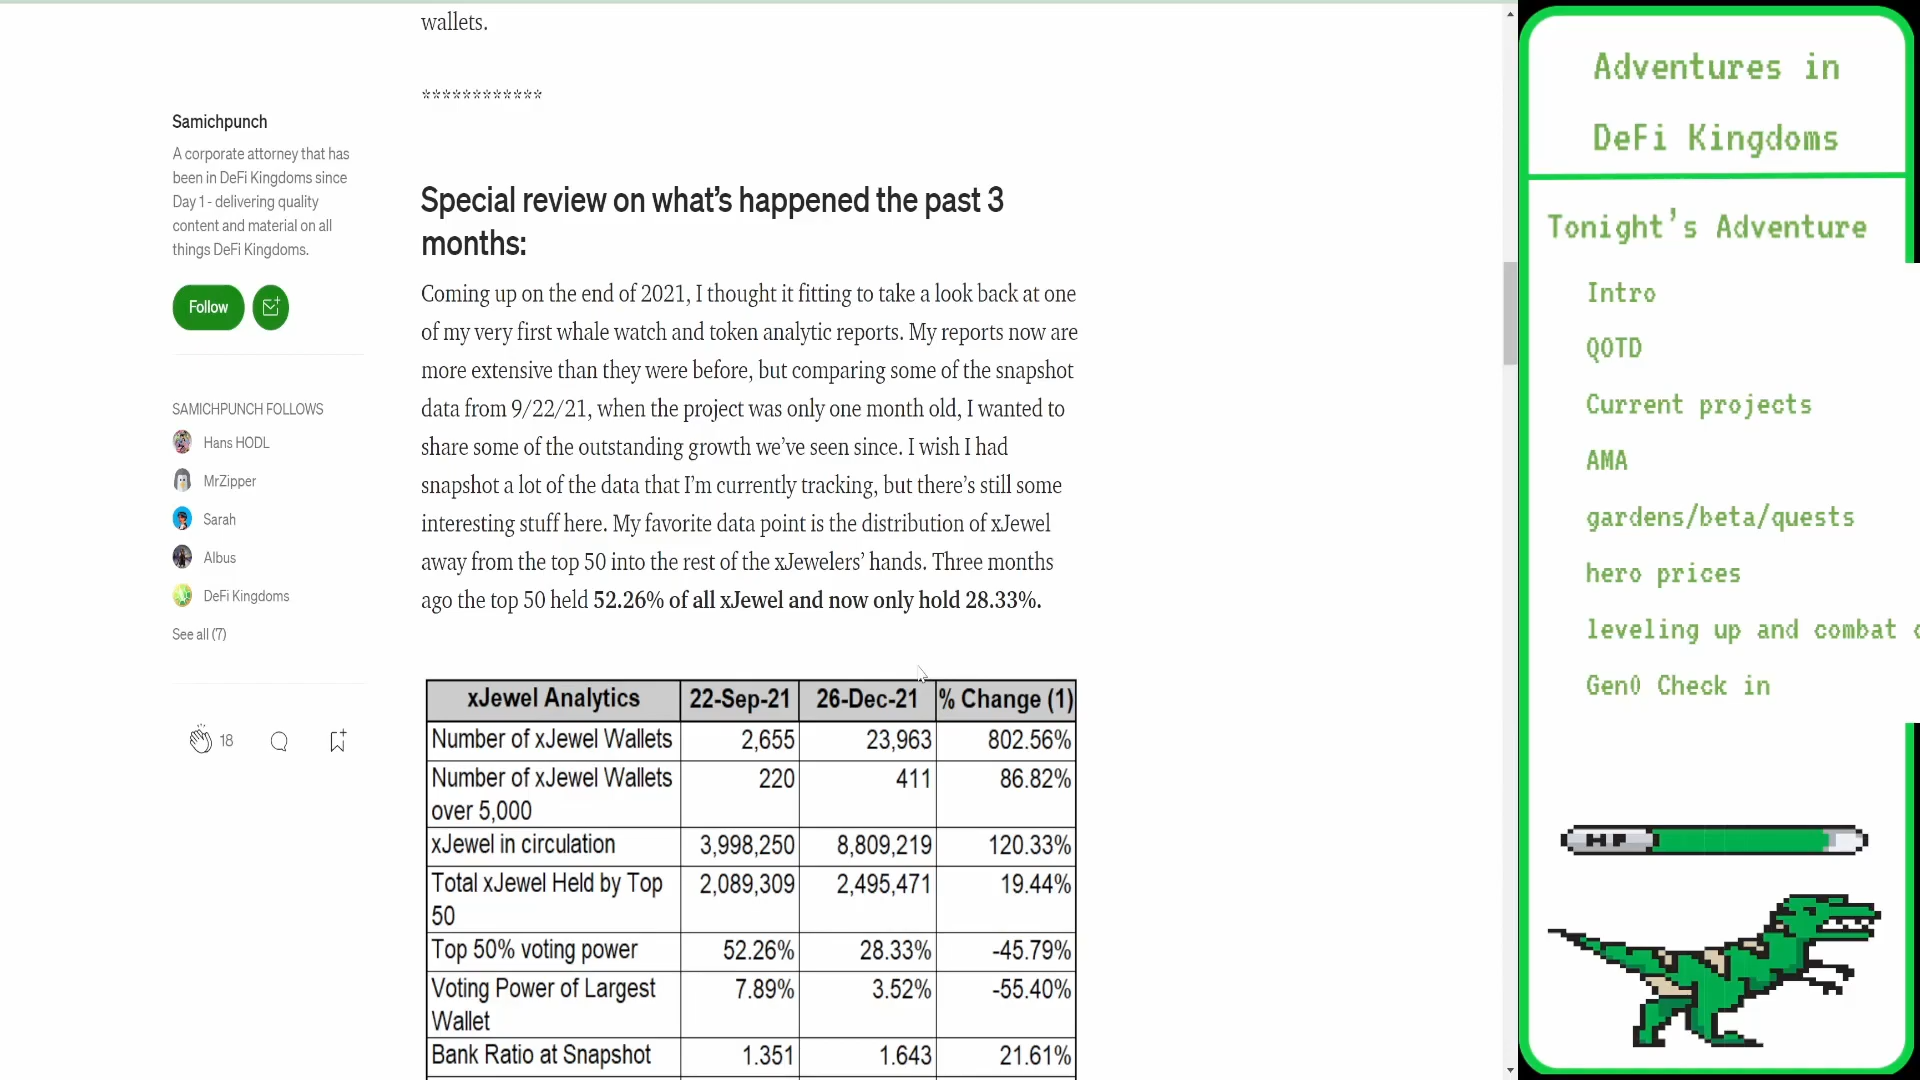 wallets.
************
Samichpunch
A corporate attorney that has
been in DeFi Kingdoms since
Day 1 - delivering quality
content and material on all
things DeFi Kingdoms.
Follow
SAMICHPUNCH FOLLOWS
Hans HODL
MrZipper
Sarah
Albus
DeFi Kingdoms
See all (7)
18
Special review on what’s happened the past 3
months:
Coming up on the end of 2021, I thought it fitting to take a look back at one
of my very first whale watch and token analytic reports. My reports now are
more extensive than they were before, but comparing some of the snapshot
data from 9/22/21, when the project was only one month old, I wanted to
share some of the outstanding growth we’ve seen since. I wish I had
snapshot a lot of the data that I’m currently tracking, but there’s still some
interesting stuff here. My favorite data point is the distribution of xJewel
away from the top 50 into the rest of the xJewelers’ hands. Three months
ago the top 50 held 52.26% of all xJewel and now only hold 28.33%.
xJewel Analytics 22-Sep-21 26-Dec-21 % Change (1)
Number of xJewel Wallets 2,655 23,963 802.56%
Number of xJewel Wallets 220 411 86.82%
over 5,000
xJewel in circulation 3,998,250 8,809,219 120.33%
Total xJewel Held by Top 2,089,309 2,495,471 19.44%
50
Top 50% voting power 52.26% 28.33% -45.79%
Voting Power of Largest 7.89% 3.52% -55.40%
Wallet
Bank Ratio at Snapshot 1.351 1.643 21.61%
Adventures in
DeFi Kingdoms
Tonight’s Adventure
Intro
QOTD
Current projects
AMA
gardens/beta/quests
hero prices
leveling up and combat
Gen0 Check in
HP